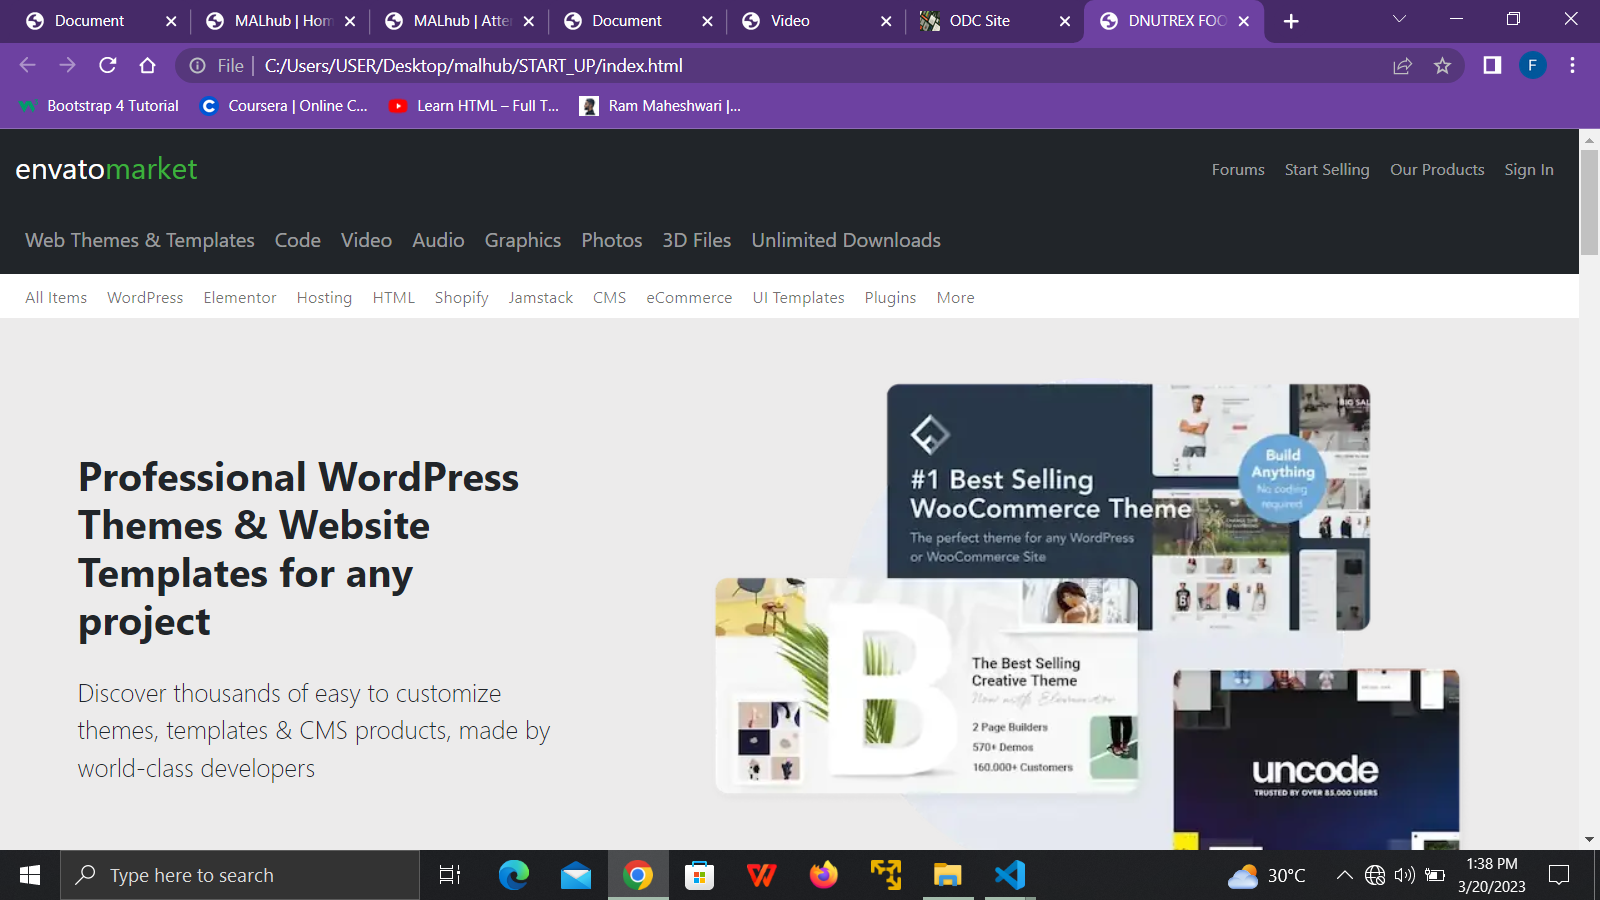 Document
MALhub | Hom
MALhub | Atte
Document
Video
ODC Site
DNUTREX FOO
File | C:/Users/USER/Desktop/malhub/START_UP/index.html
F
Bootstrap 4 Tutorial
Coursera | Online C...
Learn HTML – Full T...
Ram Maheshwari |...
envatomarket
Forums
Start Selling
Our Products
Sign In
Web Themes & Templates
Code
Video
Audio
Graphics
Photos
3D Files
Unlimited Downloads
All Items
WordPress
Elementor
Hosting
HTML
Shopify
Jamstack
CMS
eCommerce
UI Templates
Plugins
More
Professional WordPress
Themes & Website
Templates for any
project
Discover thousands of easy to customize
themes, templates & CMS products, made by
world-class developers
#1 Best Selling
WooCommerce Theme
The perfect theme for any WordPress
or WooCommerce Site
BIG SAL
Build
Anything
No coding
required
B
The Best Selling
Creative Theme
Now with Elementor
2 Page Builders
570+ Demos
160.000+ Customers
uncode
TRUSTED BY OVER 85.000 USERS
Type here to search
30°C
1:38 PM
3/20/2023